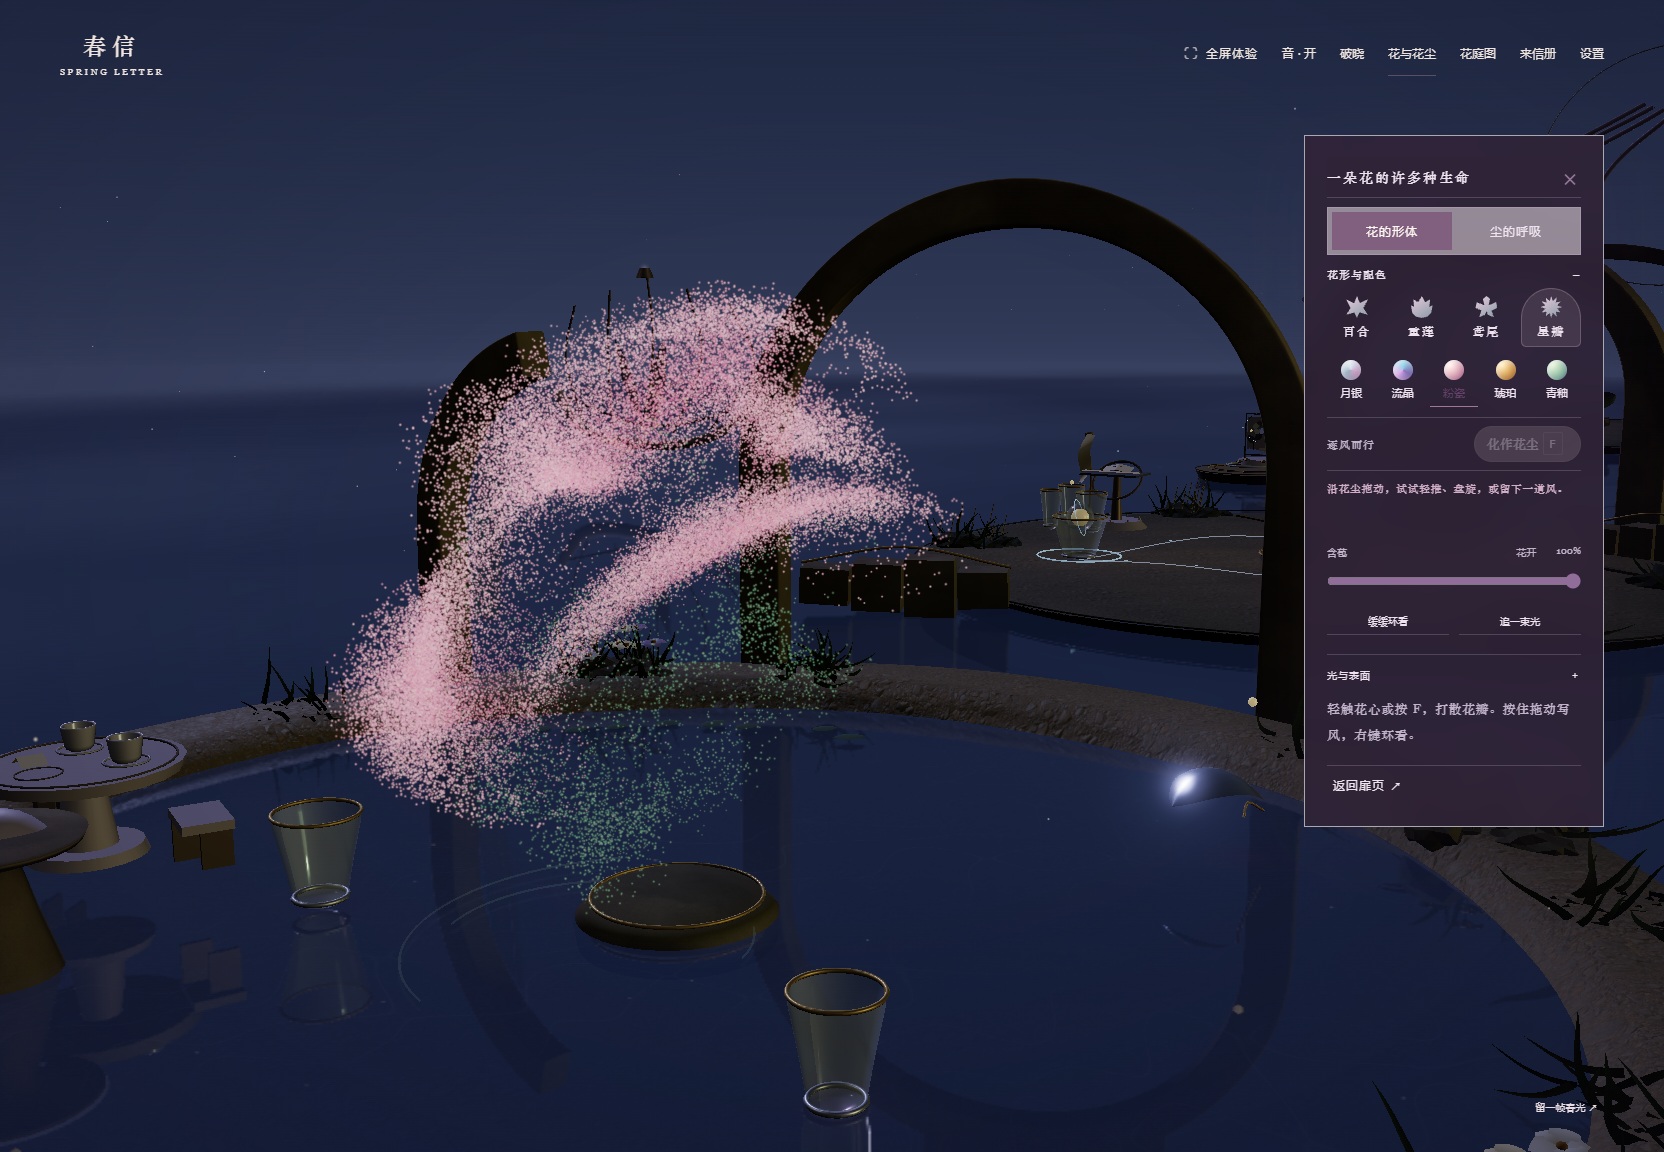 春信
SPRING LETTER
全屏体验 音·开 破晓 花与花尘 花庭图 来信册 设置
一朵花的许多种生命
花的形体 尘的呼吸
花形与配色
百合 重莲 鸢尾 星瓣
月银 流晶 粉瓷 琥珀 青釉
逐风而行 化作花尘 F
沿花尘拖动，试试轻推、盘旋，或留下一道风。
含苞 花开 100%
缓缓环看 追一束光
光与表面
轻触花心或按 F，打散花瓣。按住拖动写
风，右键环看。
返回扉页 ↗
留一帧春光 ↗